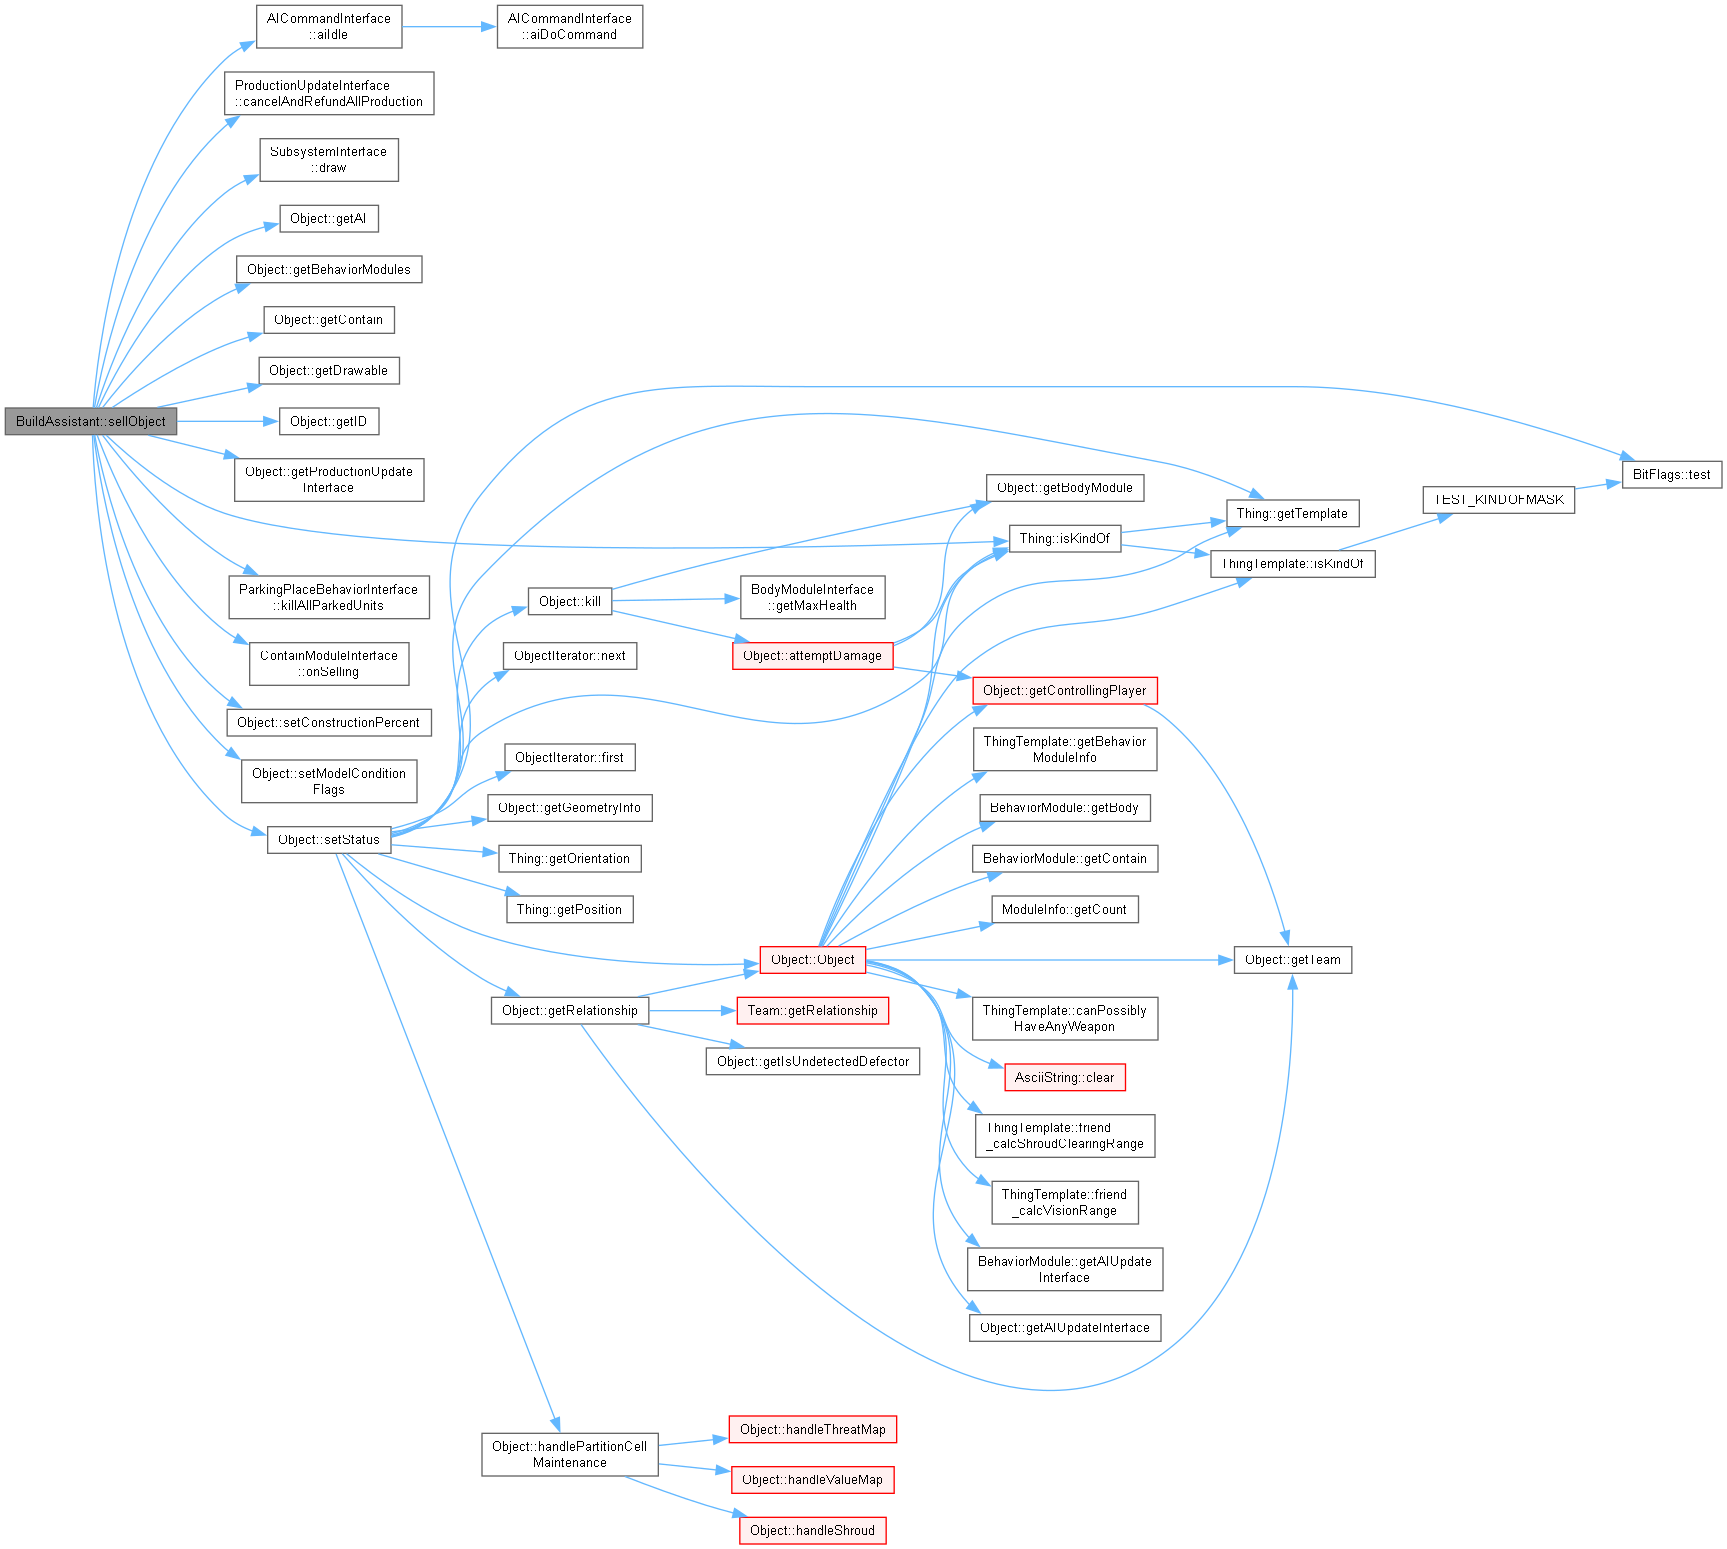 BuildAssistant::sellObject
AICommandInterface
::aiIdle
AICommandInterface
::aiDoCommand
ProductionUpdateInterface
::cancelAndRefundAllProduction
SubsystemInterface
::draw
Object::getAI
Object::getBehaviorModules
Object::getContain
Object::getDrawable
Object::getID
Object::getProductionUpdate
Interface
Thing::isKindOf
ParkingPlaceBehaviorInterface
::killAllParkedUnits
ContainModuleInterface
::onSelling
Object::setConstructionPercent
Object::setModelCondition
Flags
Object::setStatus
Object::kill
ObjectIterator::next
ObjectIterator::first
Object::getGeometryInfo
Thing::getOrientation
Thing::getPosition
Object::getRelationship
Object::handlePartitionCell
Maintenance
Object::getBodyModule
BodyModuleInterface
::getMaxHealth
Object::attemptDamage
Object::Object
Team::getRelationship
Object::getIsUndetectedDefector
Object::handleThreatMap
Object::handleValueMap
Object::handleShroud
Object::getControllingPlayer
ThingTemplate::getBehavior
ModuleInfo
BehaviorModule::getBody
BehaviorModule::getContain
ModuleInfo::getCount
ThingTemplate::canPossibly
HaveAnyWeapon
AsciiString::clear
ThingTemplate::friend
_calcShroudClearingRange
ThingTemplate::friend
_calcVisionRange
BehaviorModule::getAIUpdate
Interface
Object::getAIUpdateInterface
Thing::getTemplate
ThingTemplate::isKindOf
Object::getTeam
TEST_KINDOFMASK
BitFlags::test